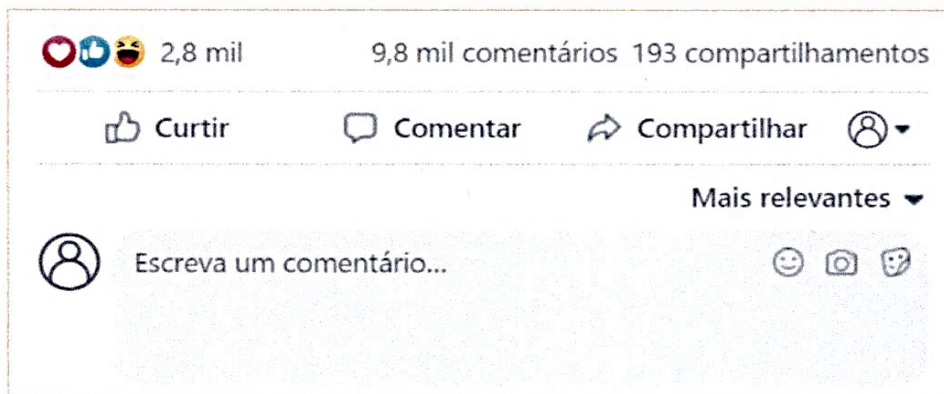 2,8 mil 9,8 mil comentários 193 compartilhamentos
Curtir Comentar Compartilhar
Mais relevantes
Escreva um comentário...